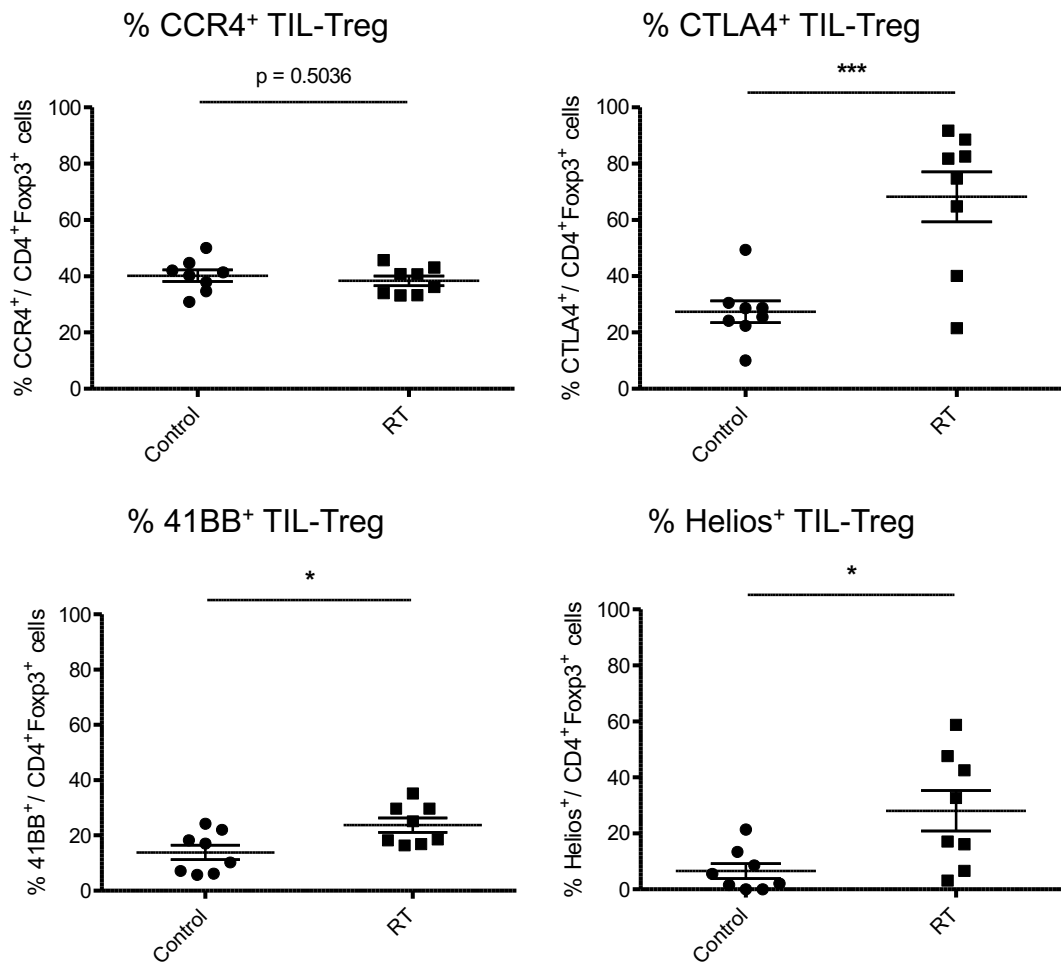 % CCR4⁺ TIL-Treg
p = 0.5036
% CCR4⁺/ CD4⁺Foxp3⁺ cells
100
80
60
40
20
0
Control
RT
% CTLA4⁺ TIL-Treg
***
% CTLA4⁺/ CD4⁺Foxp3⁺ cells
100
80
60
40
20
0
Control
RT
% 41BB⁺ TIL-Treg
*
% 41BB⁺/ CD4⁺Foxp3⁺ cells
100
80
60
40
20
0
Control
RT
% Helios⁺ TIL-Treg
*
% Helios⁺/ CD4⁺Foxp3⁺ cells
100
80
60
40
20
0
Control
RT